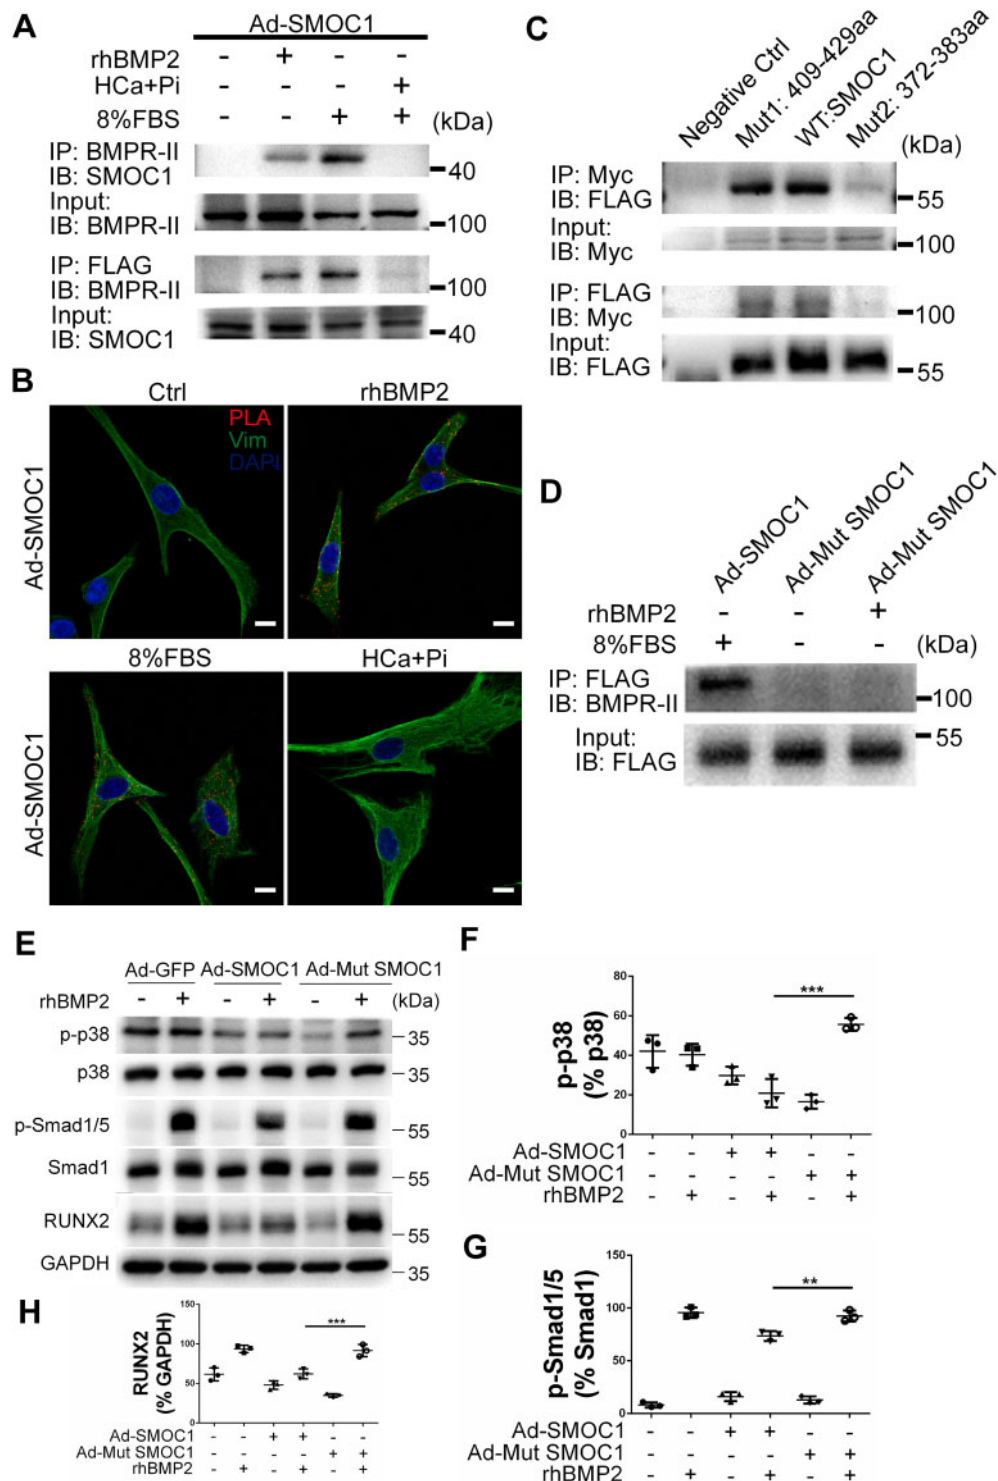 A
Ad-SMOC1
rhBMP2 - + - -
HCa+Pi - - - +
8%FBS - - + + (kDa)
IP: BMPR-II
IB: SMOC1
40
Input:
IB: BMPR-II
100
IP: FLAG
IB: BMPR-II
100
Input:
IB: SMOC1
40
B
Ctrl
rhBMP2
PLA
Vim
DAPI
Ad-SMOC1
8%FBS
HCa+Pi
Ad-SMOC1
C
Negative Ctrl
Mut1: 409-429aa
WT:SMOC1
Mut2: 372-383aa
(kDa)
IP: Myc
IB: FLAG
55
Input:
IB: Myc
100
IP: FLAG
IB: Myc
100
Input:
IB: FLAG
55
D
Ad-SMOC1
Ad-Mut SMOC1
Ad-Mut SMOC1
rhBMP2 - - +
8%FBS + - - (kDa)
IP: FLAG
IB: BMPR-II
100
Input:
IB: FLAG
55
E
Ad-GFP Ad-SMOC1 Ad-Mut SMOC1
rhBMP2 - + - + - + (kDa)
p-p38
35
p38
35
p-Smad1/5
55
Smad1
55
RUNX2
55
GAPDH
35
F
p-p38
(% p38)
80
60
40
20
0
***
Ad-SMOC1 - - + + - -
Ad-Mut SMOC1 - - - - + +
rhBMP2 - + - + - +
G
p-Smad1/5
(% Smad1)
150
100
50
0
**
Ad-SMOC1 - - + + - -
Ad-Mut SMOC1 - - - - + +
rhBMP2 - + - + - +
H
RUNX2
(% GAPDH)
150
100
50
0
***
Ad-SMOC1 - - + + - -
Ad-Mut SMOC1 - - - - + +
rhBMP2 - + - + - +